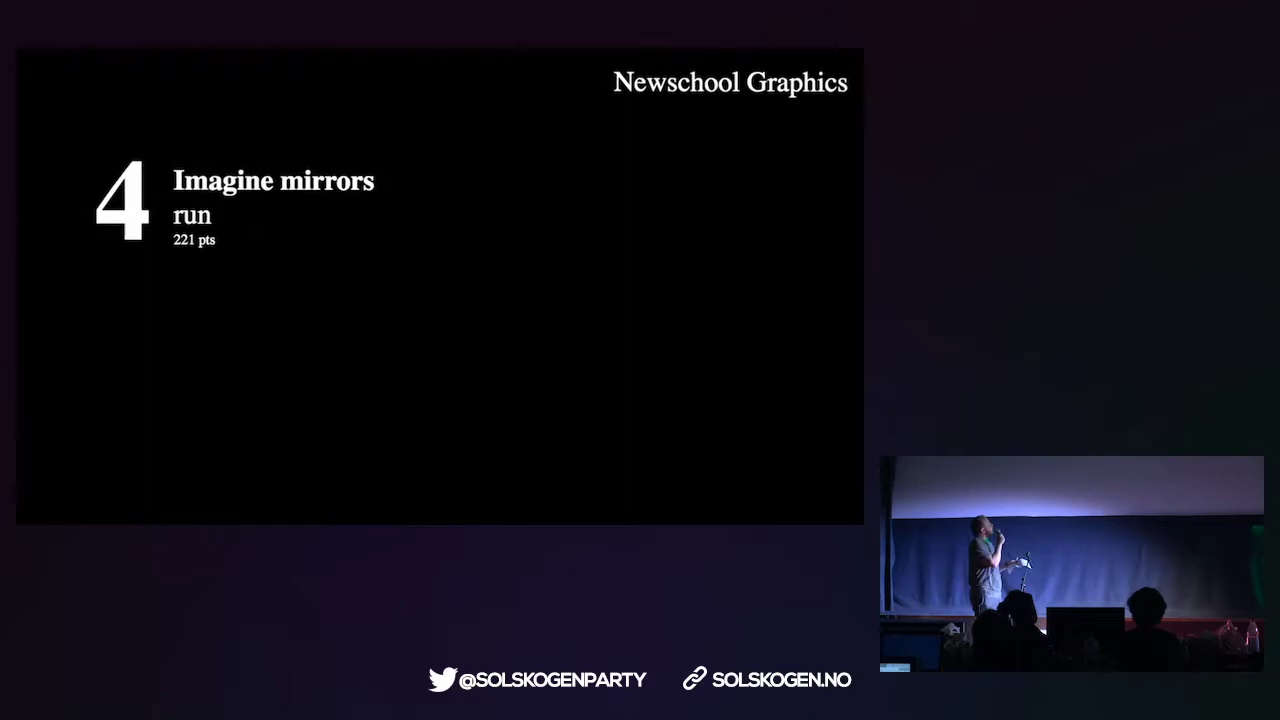 Newschool Graphics
4
Imagine mirrors
run
221 pts
@SOLSKOGENPARTY
SOLSKOGEN.NO